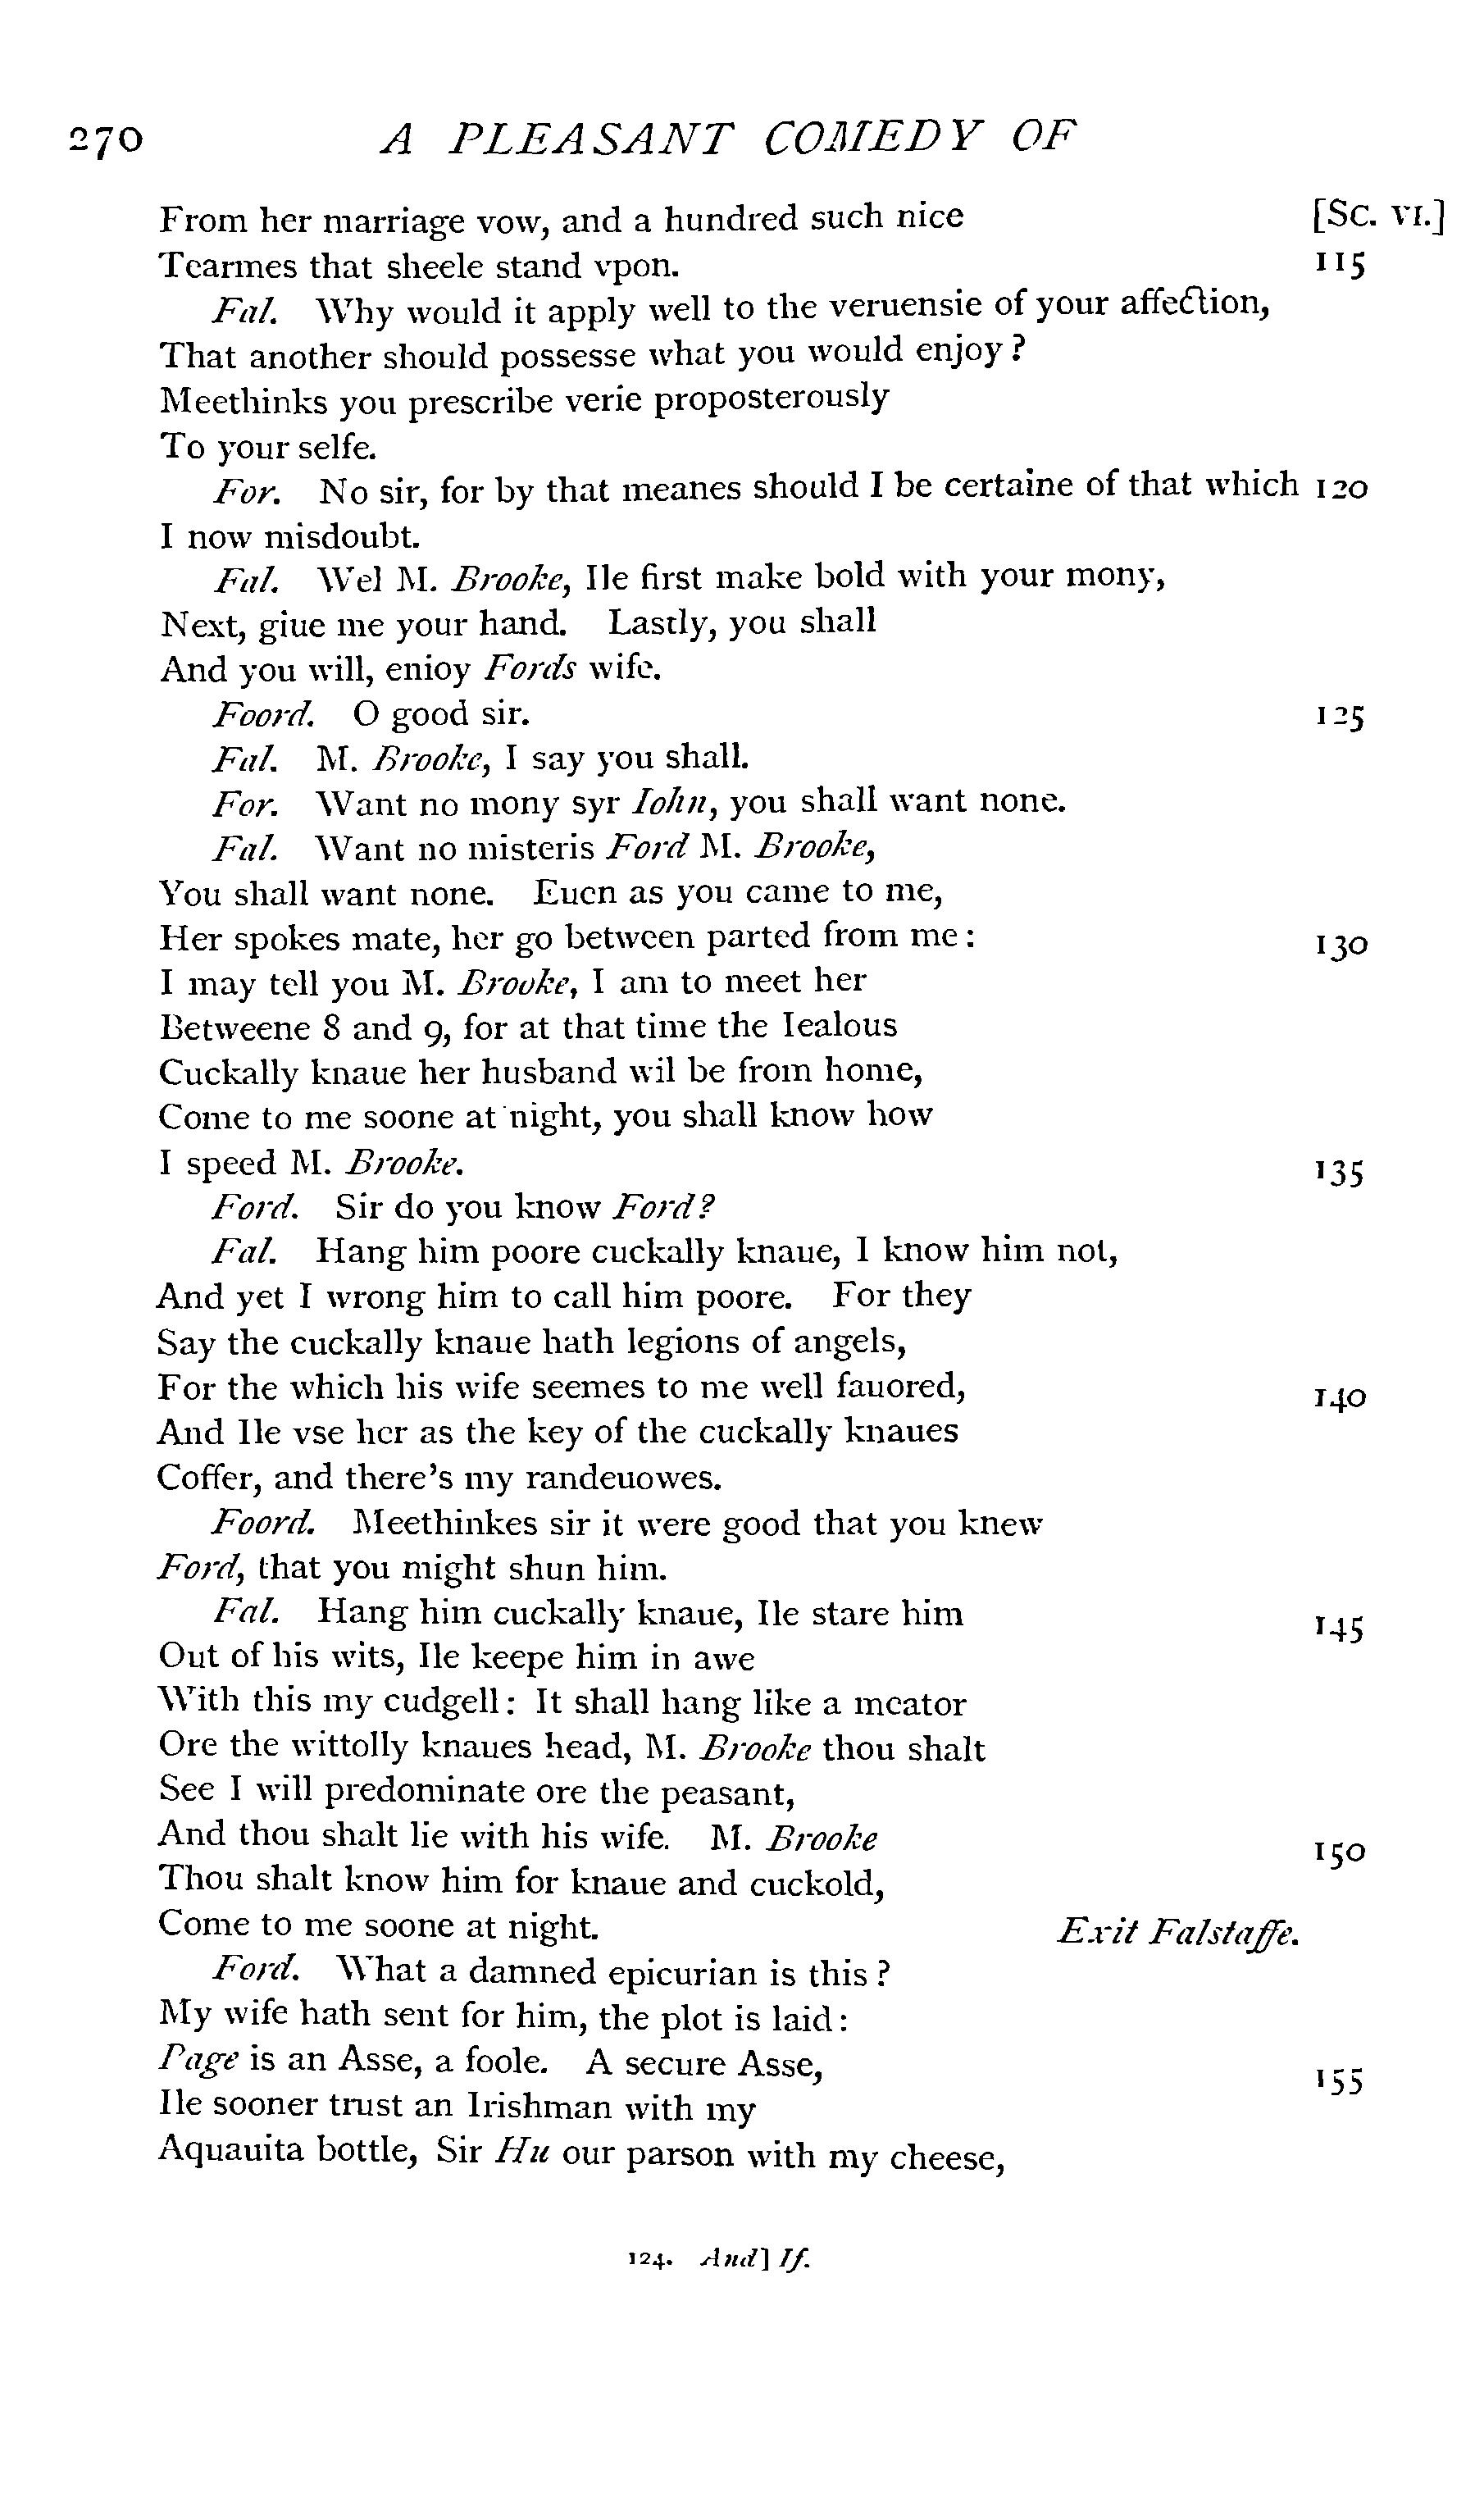 270 A PLEASANT COMEDY OF
From her marriage vow, and a hundred such nice [Sc. VI.]
Tearmes that sheele stand vpon. 115
Fal. Why would it apply well to the veruensie of your affection,
That another should possesse what you would enjoy?
Meethinks you prescribe verie proposterously
To your selfe.
For. No sir, for by that meanes should I be certaine of that which 120
I now misdoubt.
Fal. Wel M. Brooke, Ile first make bold with your mony,
Next, giue me your hand. Lastly, you shall
And you will, enioy Fords wife.
Foord. O good sir. 125
Fal. M. Brooke, I say you shall.
For. Want no mony syr Iohn, you shall want none.
Fal. Want no misteris Ford M. Brooke,
You shall want none. Euen as you came to me,
Her spokes mate, her go between parted from me: 130
I may tell you M. Brooke, I am to meet her
Betweene 8 and 9, for at that time the Iealous
Cuckally knaue her husband wil be from home,
Come to me soone at night, you shall know how
I speed M. Brooke. 135
Ford. Sir do you know Ford?
Fal. Hang him poore cuckally knaue, I know him not,
And yet I wrong him to call him poore. For they
Say the cuckally knaue hath legions of angels,
For the which his wife seemes to me well fauored, 140
And Ile vse her as the key of the cuckally knaues
Coffer, and there's my randeuowes.
Foord. Meethinkes sir it were good that you knew
Ford, that you might shun him.
Fal. Hang him cuckally knaue, Ile stare him 145
Out of his wits, Ile keepe him in awe
With this my cudgell: It shall hang like a meator
Ore the wittolly knaues head, M. Brooke thou shalt
See I will predominate ore the peasant,
And thou shalt lie with his wife. M. Brooke 150
Thou shalt know him for knaue and cuckold,
Come to me soone at night. Exit Falstaffe.
Ford. What a damned epicurian is this?
My wife hath sent for him, the plot is laid:
Page is an Asse, a foole. A secure Asse, 155
Ile sooner trust an Irishman with my
Aquauita bottle, Sir Hu our parson with my cheese,
124. And] If.